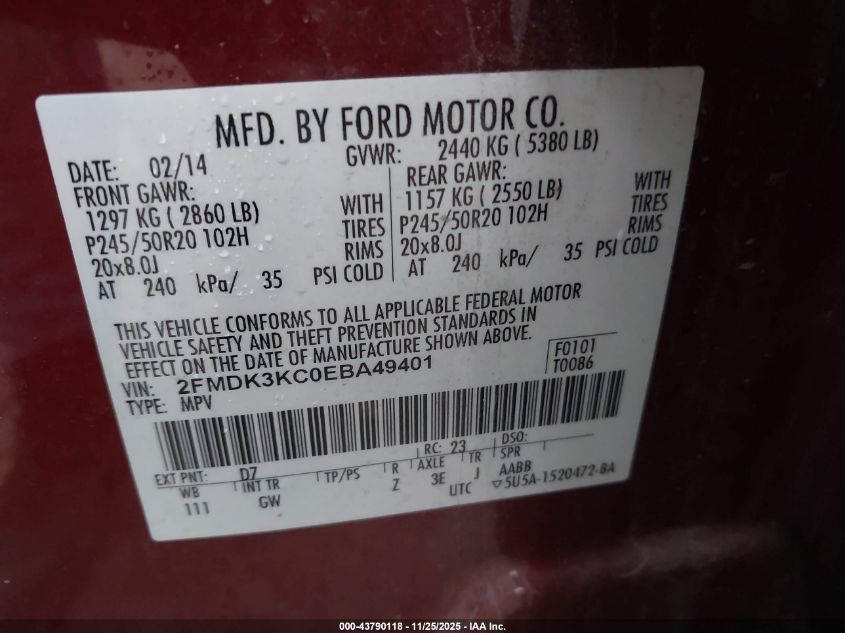 MFD. BY FORD MOTOR CO.
DATE: 02/14 GVWR: 2440 KG ( 5380 LB)
FRONT GAWR: REAR GAWR:
1297 KG ( 2860 LB) WITH 1157 KG ( 2550 LB) WITH
P245/50R20 102H TIRES P245/50R20 102H TIRES
20x8.0J RIMS 20x8.0J RIMS
AT 240 kPa/ 35 PSI COLD AT 240 kPa/ 35 PSI COLD
THIS VEHICLE CONFORMS TO ALL APPLICABLE FEDERAL MOTOR
VEHICLE SAFETY AND THEFT PREVENTION STANDARDS IN
EFFECT ON THE DATE OF MANUFACTURE SHOWN ABOVE.
VIN: 2FMDK3KC0EBA49401 F0101
TYPE: MPV T0086
EXT PNT: D7 RC: 23 DSO:
WB INT TR TP/PS R AXLE TR SPR
111 GW Z 3E J AABB
UTC ▽5U5A-1520472-BA
000-43790118 - 11/25/2025 - IAA Inc.